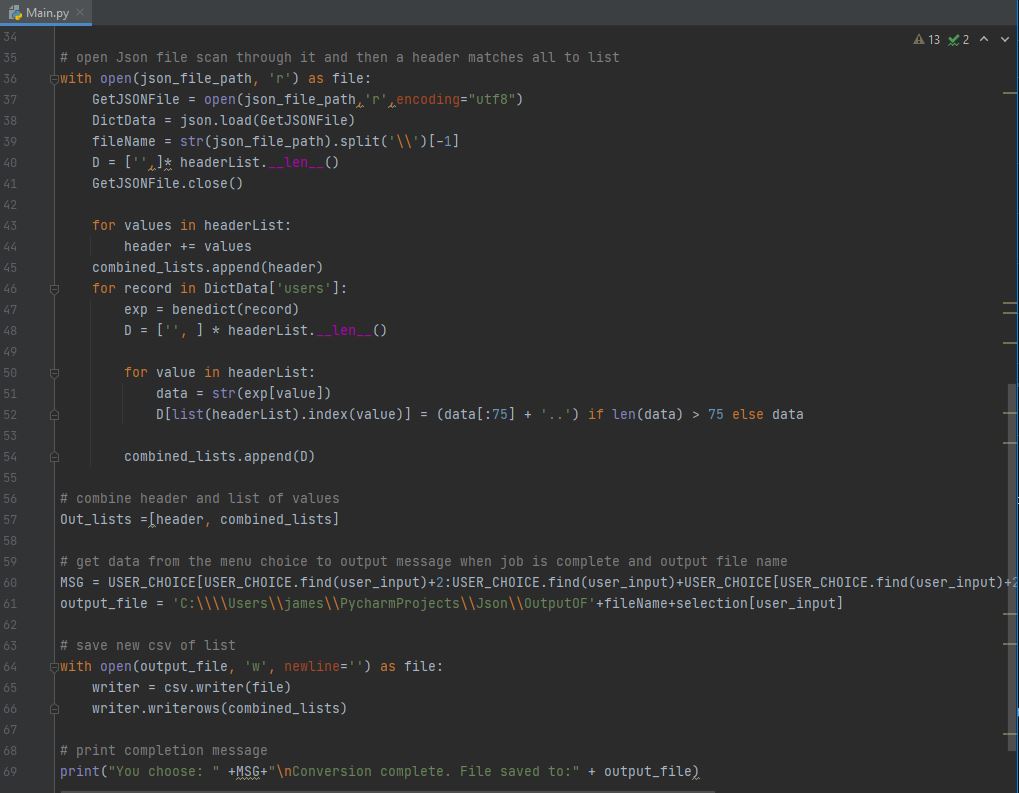 Main.py
13 2
34
35 # open Json file scan through it and then a header matches all to list
36 with open(json_file_path, 'r') as file:
37     GetJSONFile = open(json_file_path,'r',encoding="utf8")
38     DictData = json.load(GetJSONFile)
39     fileName = str(json_file_path).split('\\')[-1]
40     D = ['',]* headerList.__len__()
41     GetJSONFile.close()
42
43     for values in headerList:
44         header += values
45     combined_lists.append(header)
46     for record in DictData['users']:
47         exp = benedict(record)
48         D = ['', ] * headerList.__len__()
49
50         for value in headerList:
51             data = str(exp[value])
52             D[list(headerList).index(value)] = (data[:75] + '..') if len(data) > 75 else data
53
54         combined_lists.append(D)
55
56 # combine header and list of values
57 Out_lists =[header, combined_lists]
58
59 # get data from the menu choice to output message when job is complete and output file name
60 MSG = USER_CHOICE[USER_CHOICE.find(user_input)+2:USER_CHOICE.find(user_input)+USER_CHOICE[USER_CHOICE.find(user_input)+2
61 output_file = 'C:\\\\Users\\james\\PycharmProjects\\Json\\OutputOF'+fileName+selection[user_input]
62
63 # save new csv of list
64 with open(output_file, 'w', newline='') as file:
65     writer = csv.writer(file)
66     writer.writerows(combined_lists)
67
68 # print completion message
69 print("You choose: " +MSG+"\nConversion complete. File saved to:" + output_file)